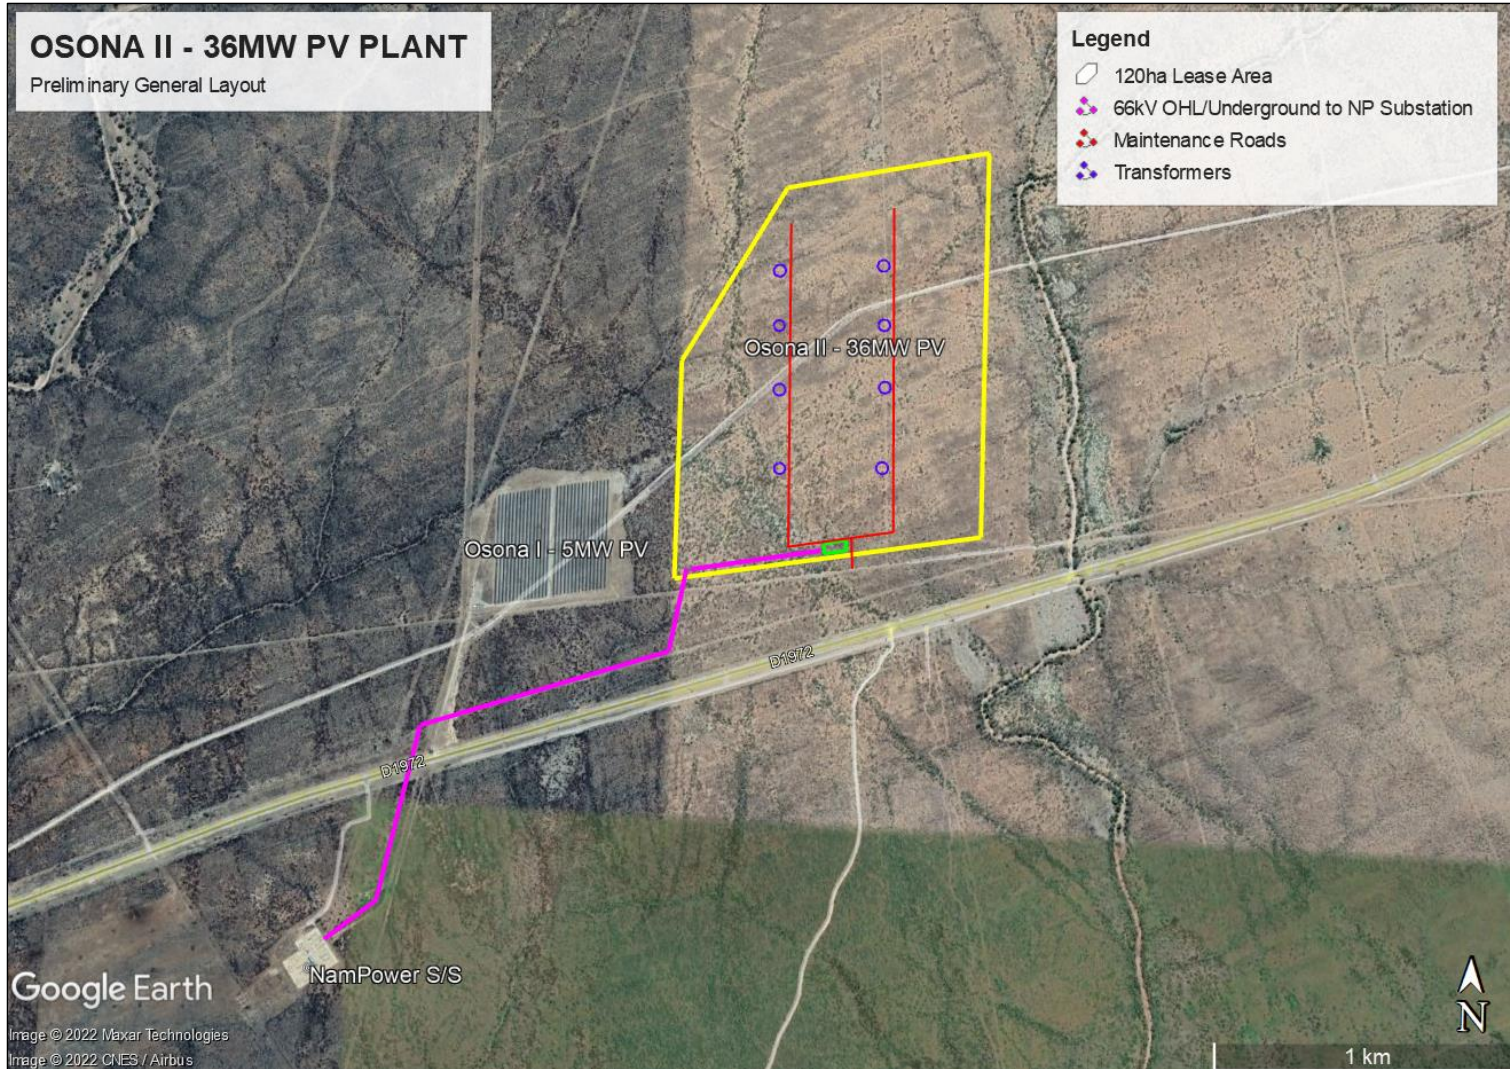 OSONA II - 36MW PV PLANT
Preliminary General Layout
Legend
120ha Lease Area
66kV OHL/Underground to NP Substation
Maintenance Roads
Transformers
Osona II - 36MW PV
Osona I - 5MW PV
D1972
D1972
NamPower S/S
Google Earth
Image © 2022 Maxar Technologies
Image © 2022 CNES / Airbus
N
1 km